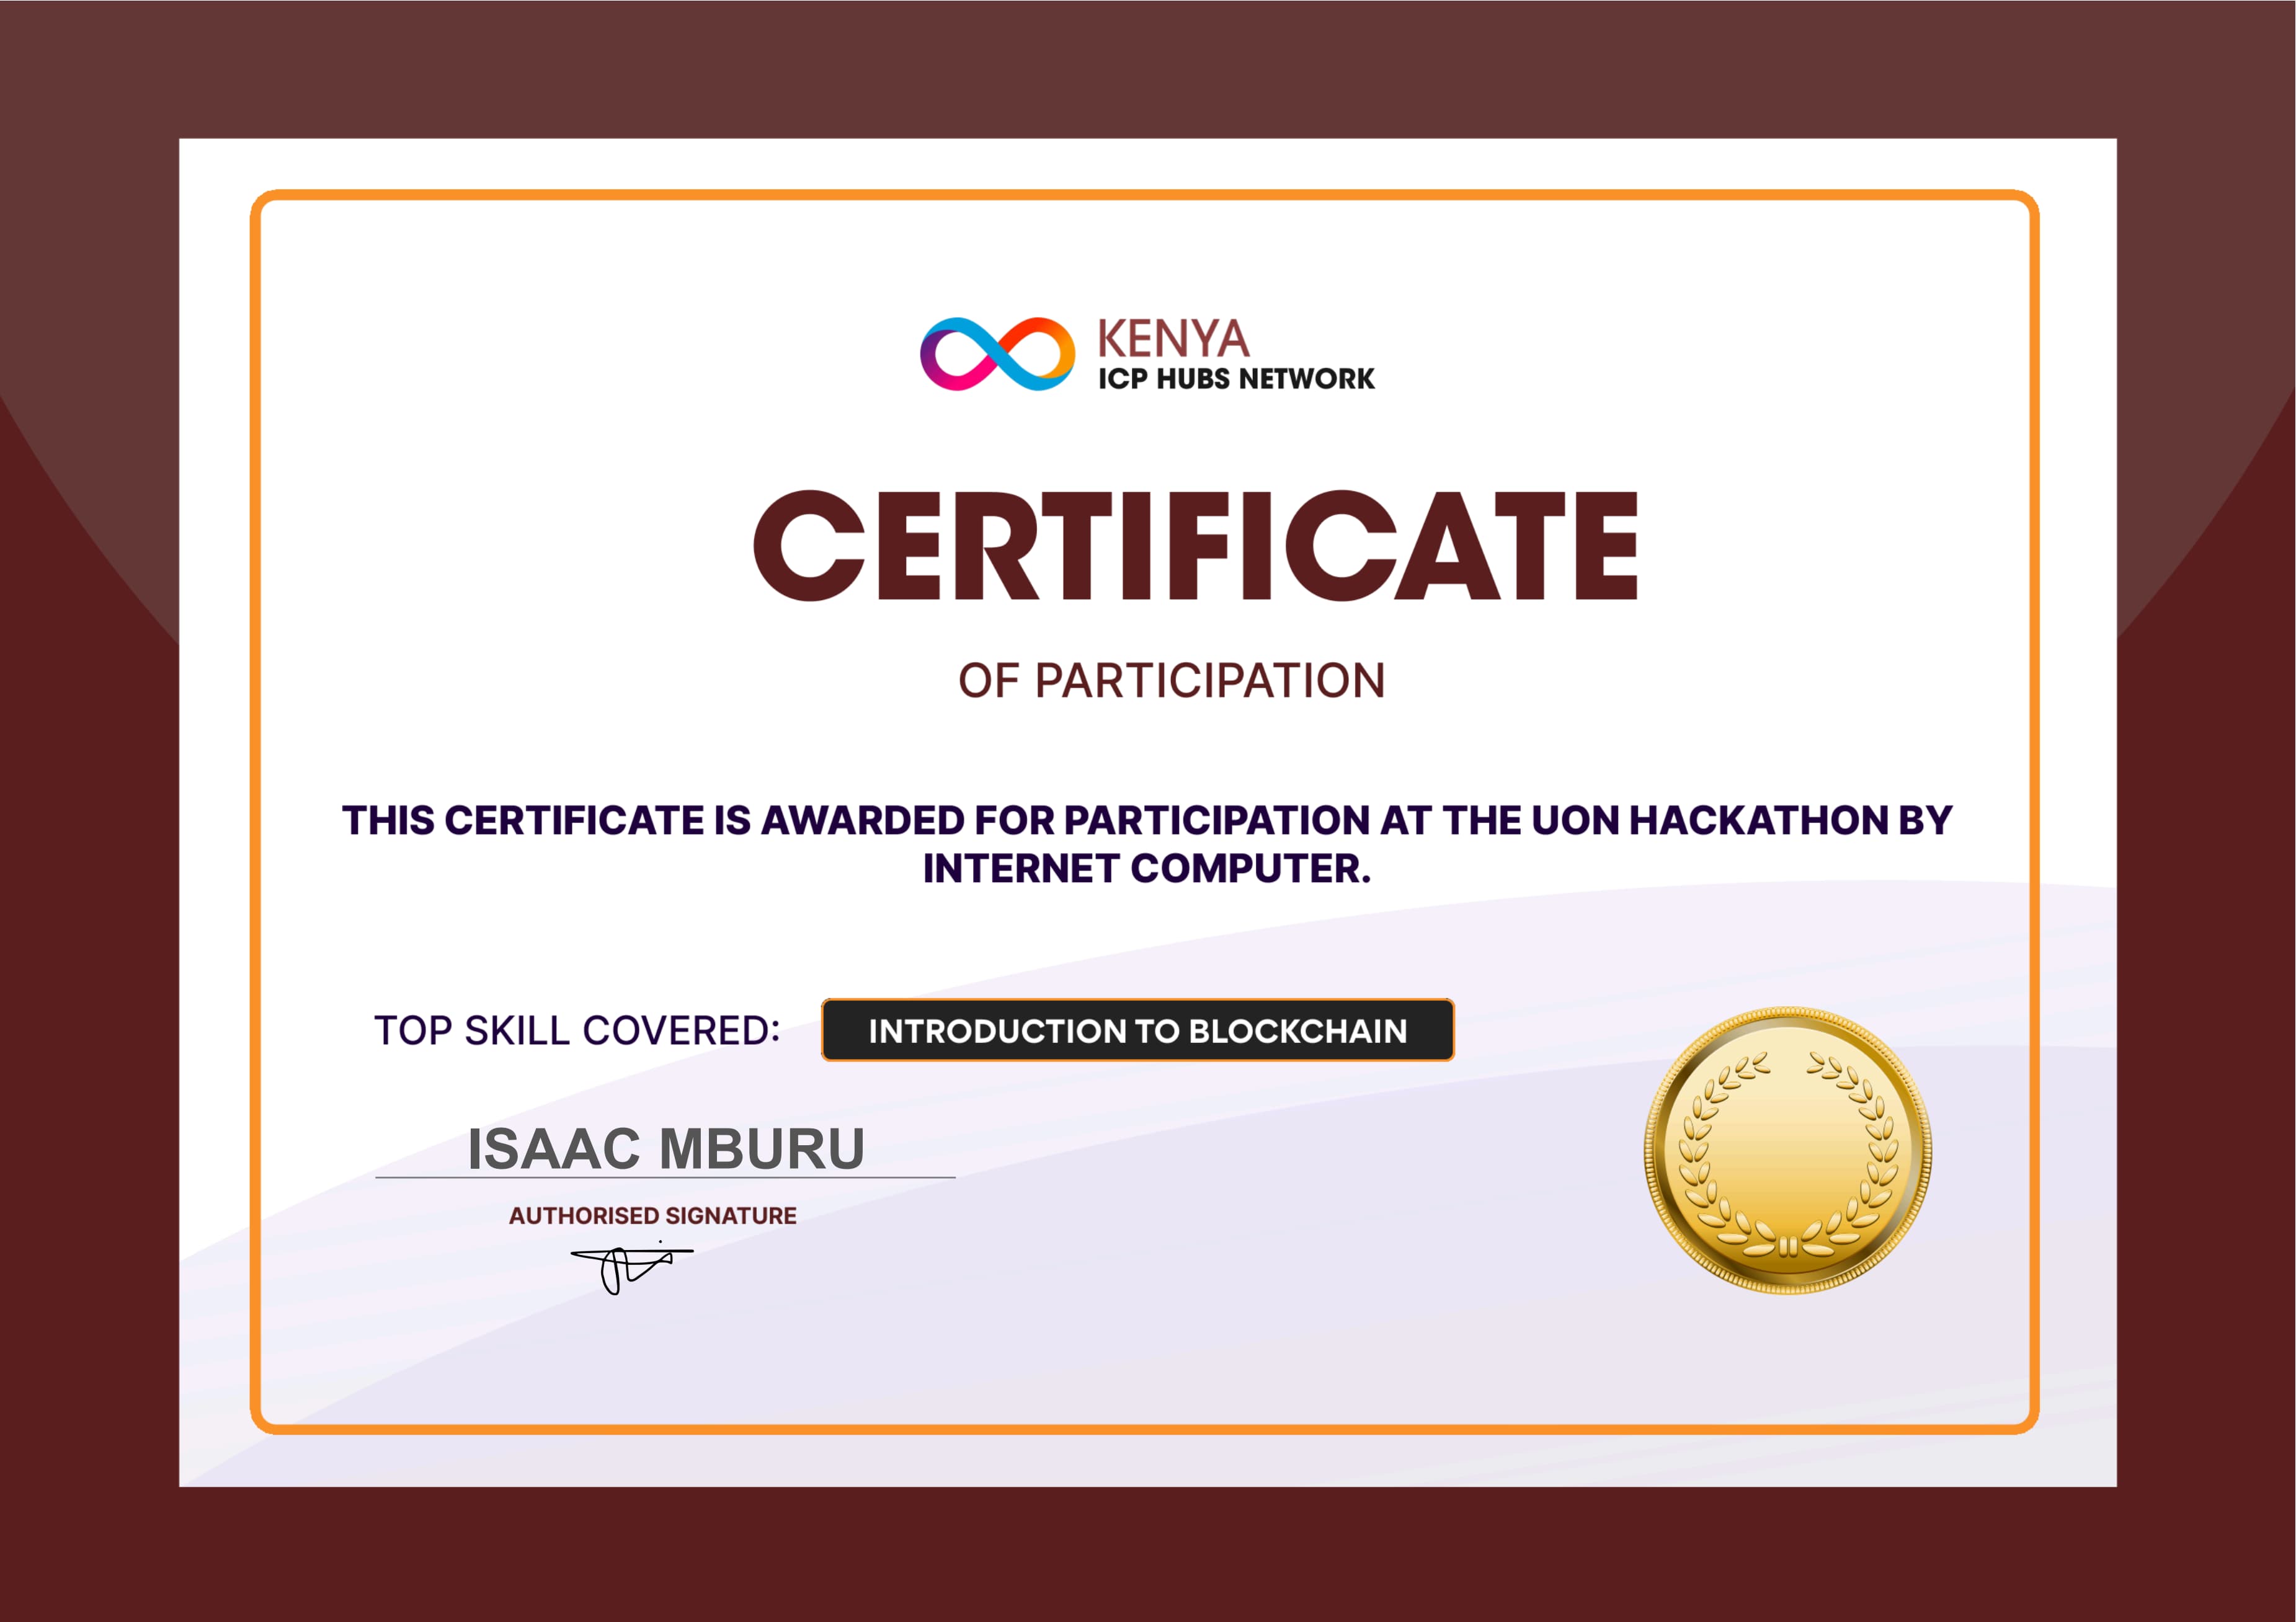 KENYA
ICP HUBS NETWORK
CERTIFICATE
OF PARTICIPATION
THIS CERTIFICATE IS AWARDED FOR PARTICIPATION AT THE UON HACKATHON BY
INTERNET COMPUTER.
TOP SKILL COVERED: INTRODUCTION TO BLOCKCHAIN
ISAAC MBURU
AUTHORISED SIGNATURE